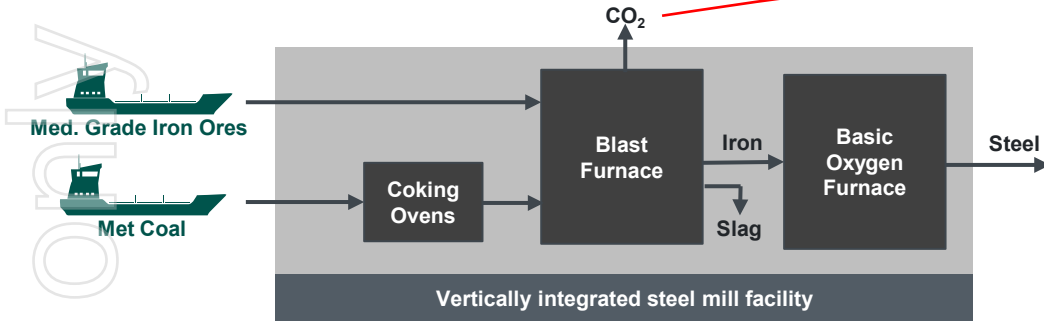 CO₂
Med. Grade Iron Ores
Met Coal
Coking
Ovens
Blast
Furnace
Iron
Slag
Basic
Oxygen
Furnace
Steel
Vertically integrated steel mill facility
only